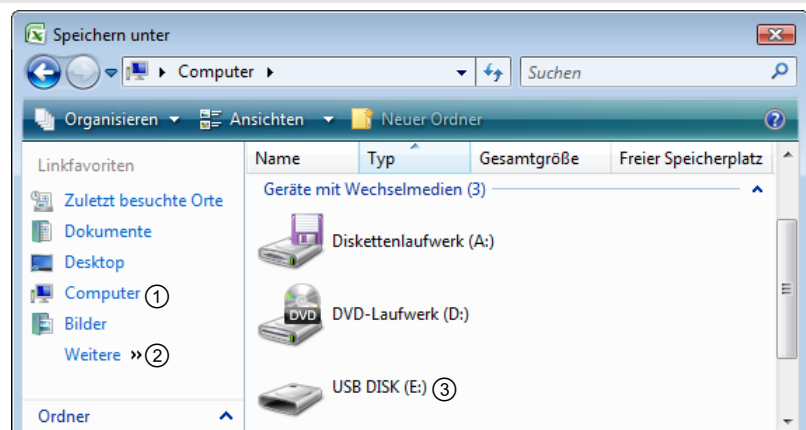 Speichern unter
Computer
Suchen
Organisieren Ansichten Neuer Ordner ?
Linkfavoriten
Zuletzt besuchte Orte
Dokumente
Desktop
Computer ①
Bilder
Weitere » ②
Ordner
Name Typ Gesamtgröße Freier Speicherplatz
Geräte mit Wechselmedien (3)
Diskettenlaufwerk (A:)
DVD
DVD-Laufwerk (D:)
USB DISK (E:) ③